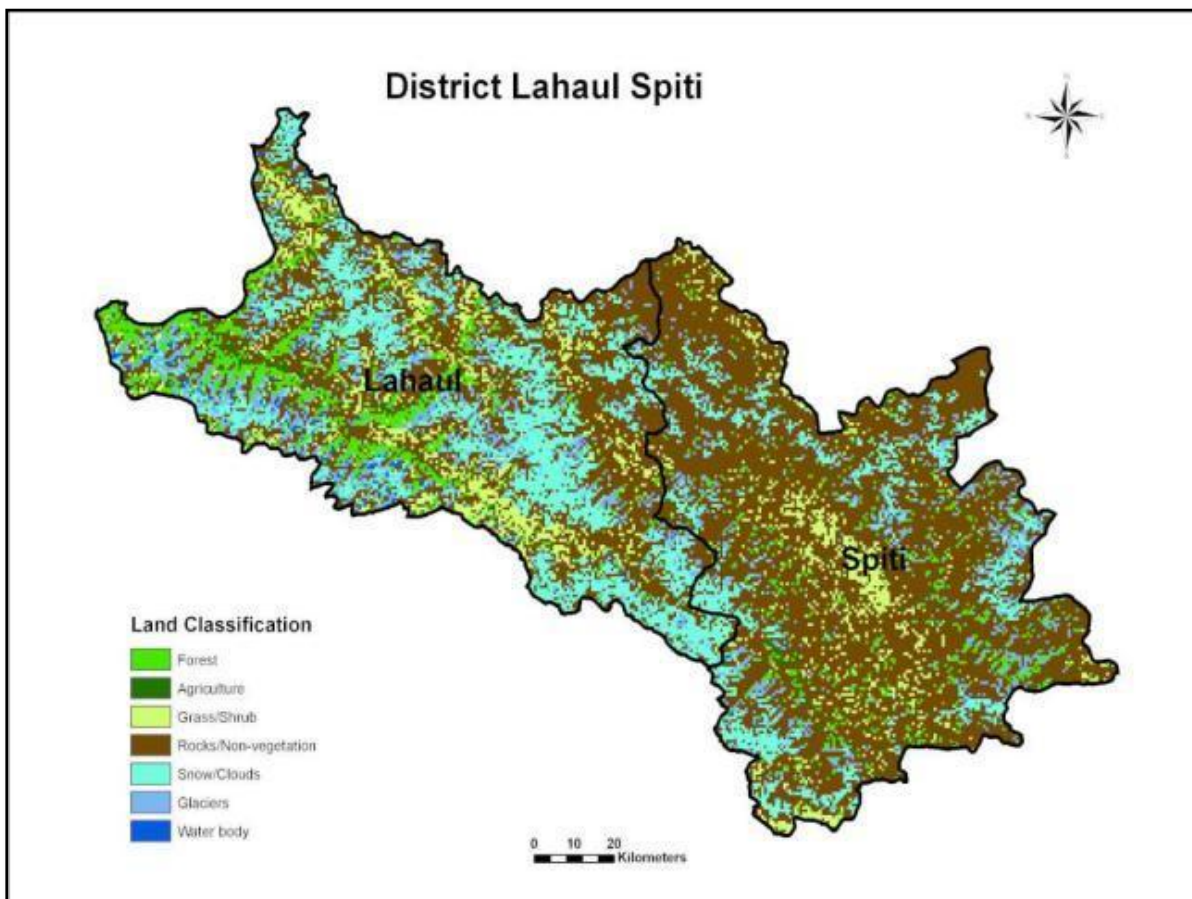 District Lahaul Spiti
Lahaul
Spiti
Land Classification
Forest
Agriculture
Grass/Shrub
Rocks/Non-vegetation
Snow/Clouds
Glaciers
Water body
0 10 20
Kilometers